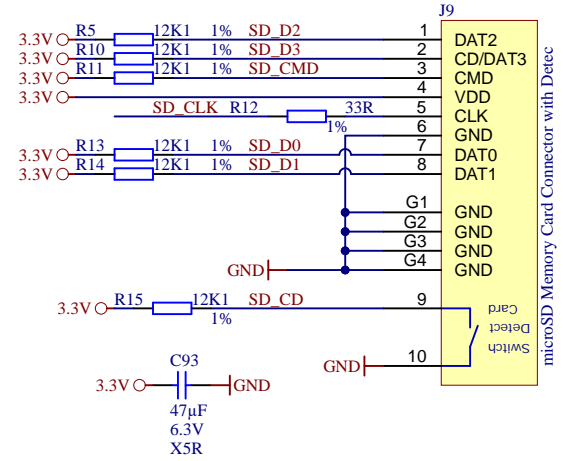 J9
3.3V R5 12K1 1% SD_D2 1 DAT2
3.3V R10 12K1 1% SD_D3 2 CD/DAT3
3.3V R11 12K1 1% SD_CMD 3 CMD
3.3V 4 VDD
SD_CLK R12 33R 5 CLK
1% 6 GND
3.3V R13 12K1 1% SD_D0 7 DAT0
3.3V R14 12K1 1% SD_D1 8 DAT1
G1 GND
G2 GND
G3 GND
GND G4 GND
3.3V R15 12K1 SD_CD 9
1%
Card
Detect
Switch
GND 10
microSD Memory Card Connector with Detec
C93
3.3V GND
47µF
6.3V
X5R